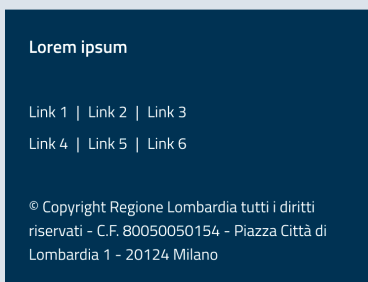 Lorem ipsum
Link 1 | Link 2 | Link 3
Link 4 | Link 5 | Link 6
© Copyright Regione Lombardia tutti i diritti
riservati - C.F. 80050050154 - Piazza Città di
Lombardia 1 - 20124 Milano